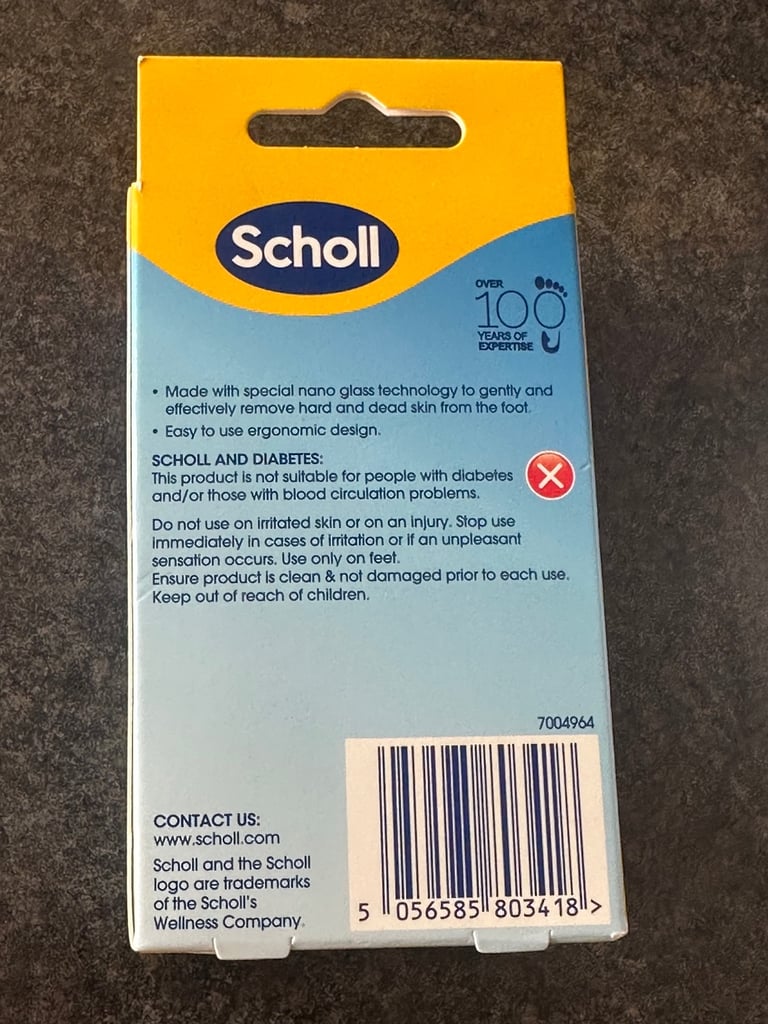 Scholl
OVER
100
YEARS OF
EXPERTISE
• Made with special nano glass technology to gently and
effectively remove hard and dead skin from the foot.
• Easy to use ergonomic design.
SCHOLL AND DIABETES:
This product is not suitable for people with diabetes
and/or those with blood circulation problems.
Do not use on irritated skin or on an injury. Stop use
immediately in cases of irritation or if an unpleasant
sensation occurs. Use only on feet.
Ensure product is clean & not damaged prior to each use.
Keep out of reach of children.
7004964
CONTACT US:
www.scholl.com
Scholl and the Scholl
logo are trademarks
of the Scholl's
Wellness Company.
5 056585 803418 >